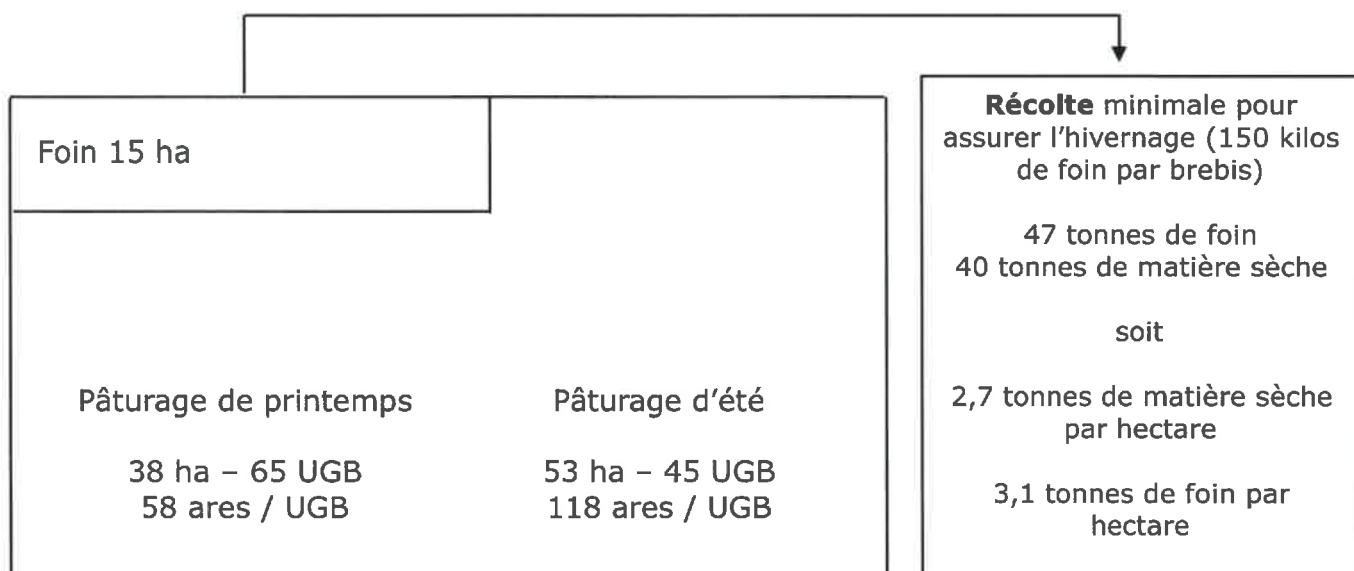 Foin 15 ha
Pâturage de printemps
38 ha – 65 UGB
58 ares / UGB
Pâturage d'été
53 ha – 45 UGB
118 ares / UGB
Récolte minimale pour
assurer l'hivernage (150 kilos
de foin par brebis)
47 tonnes de foin
40 tonnes de matière sèche
soit
2,7 tonnes de matière sèche
par hectare
3,1 tonnes de foin par
hectare